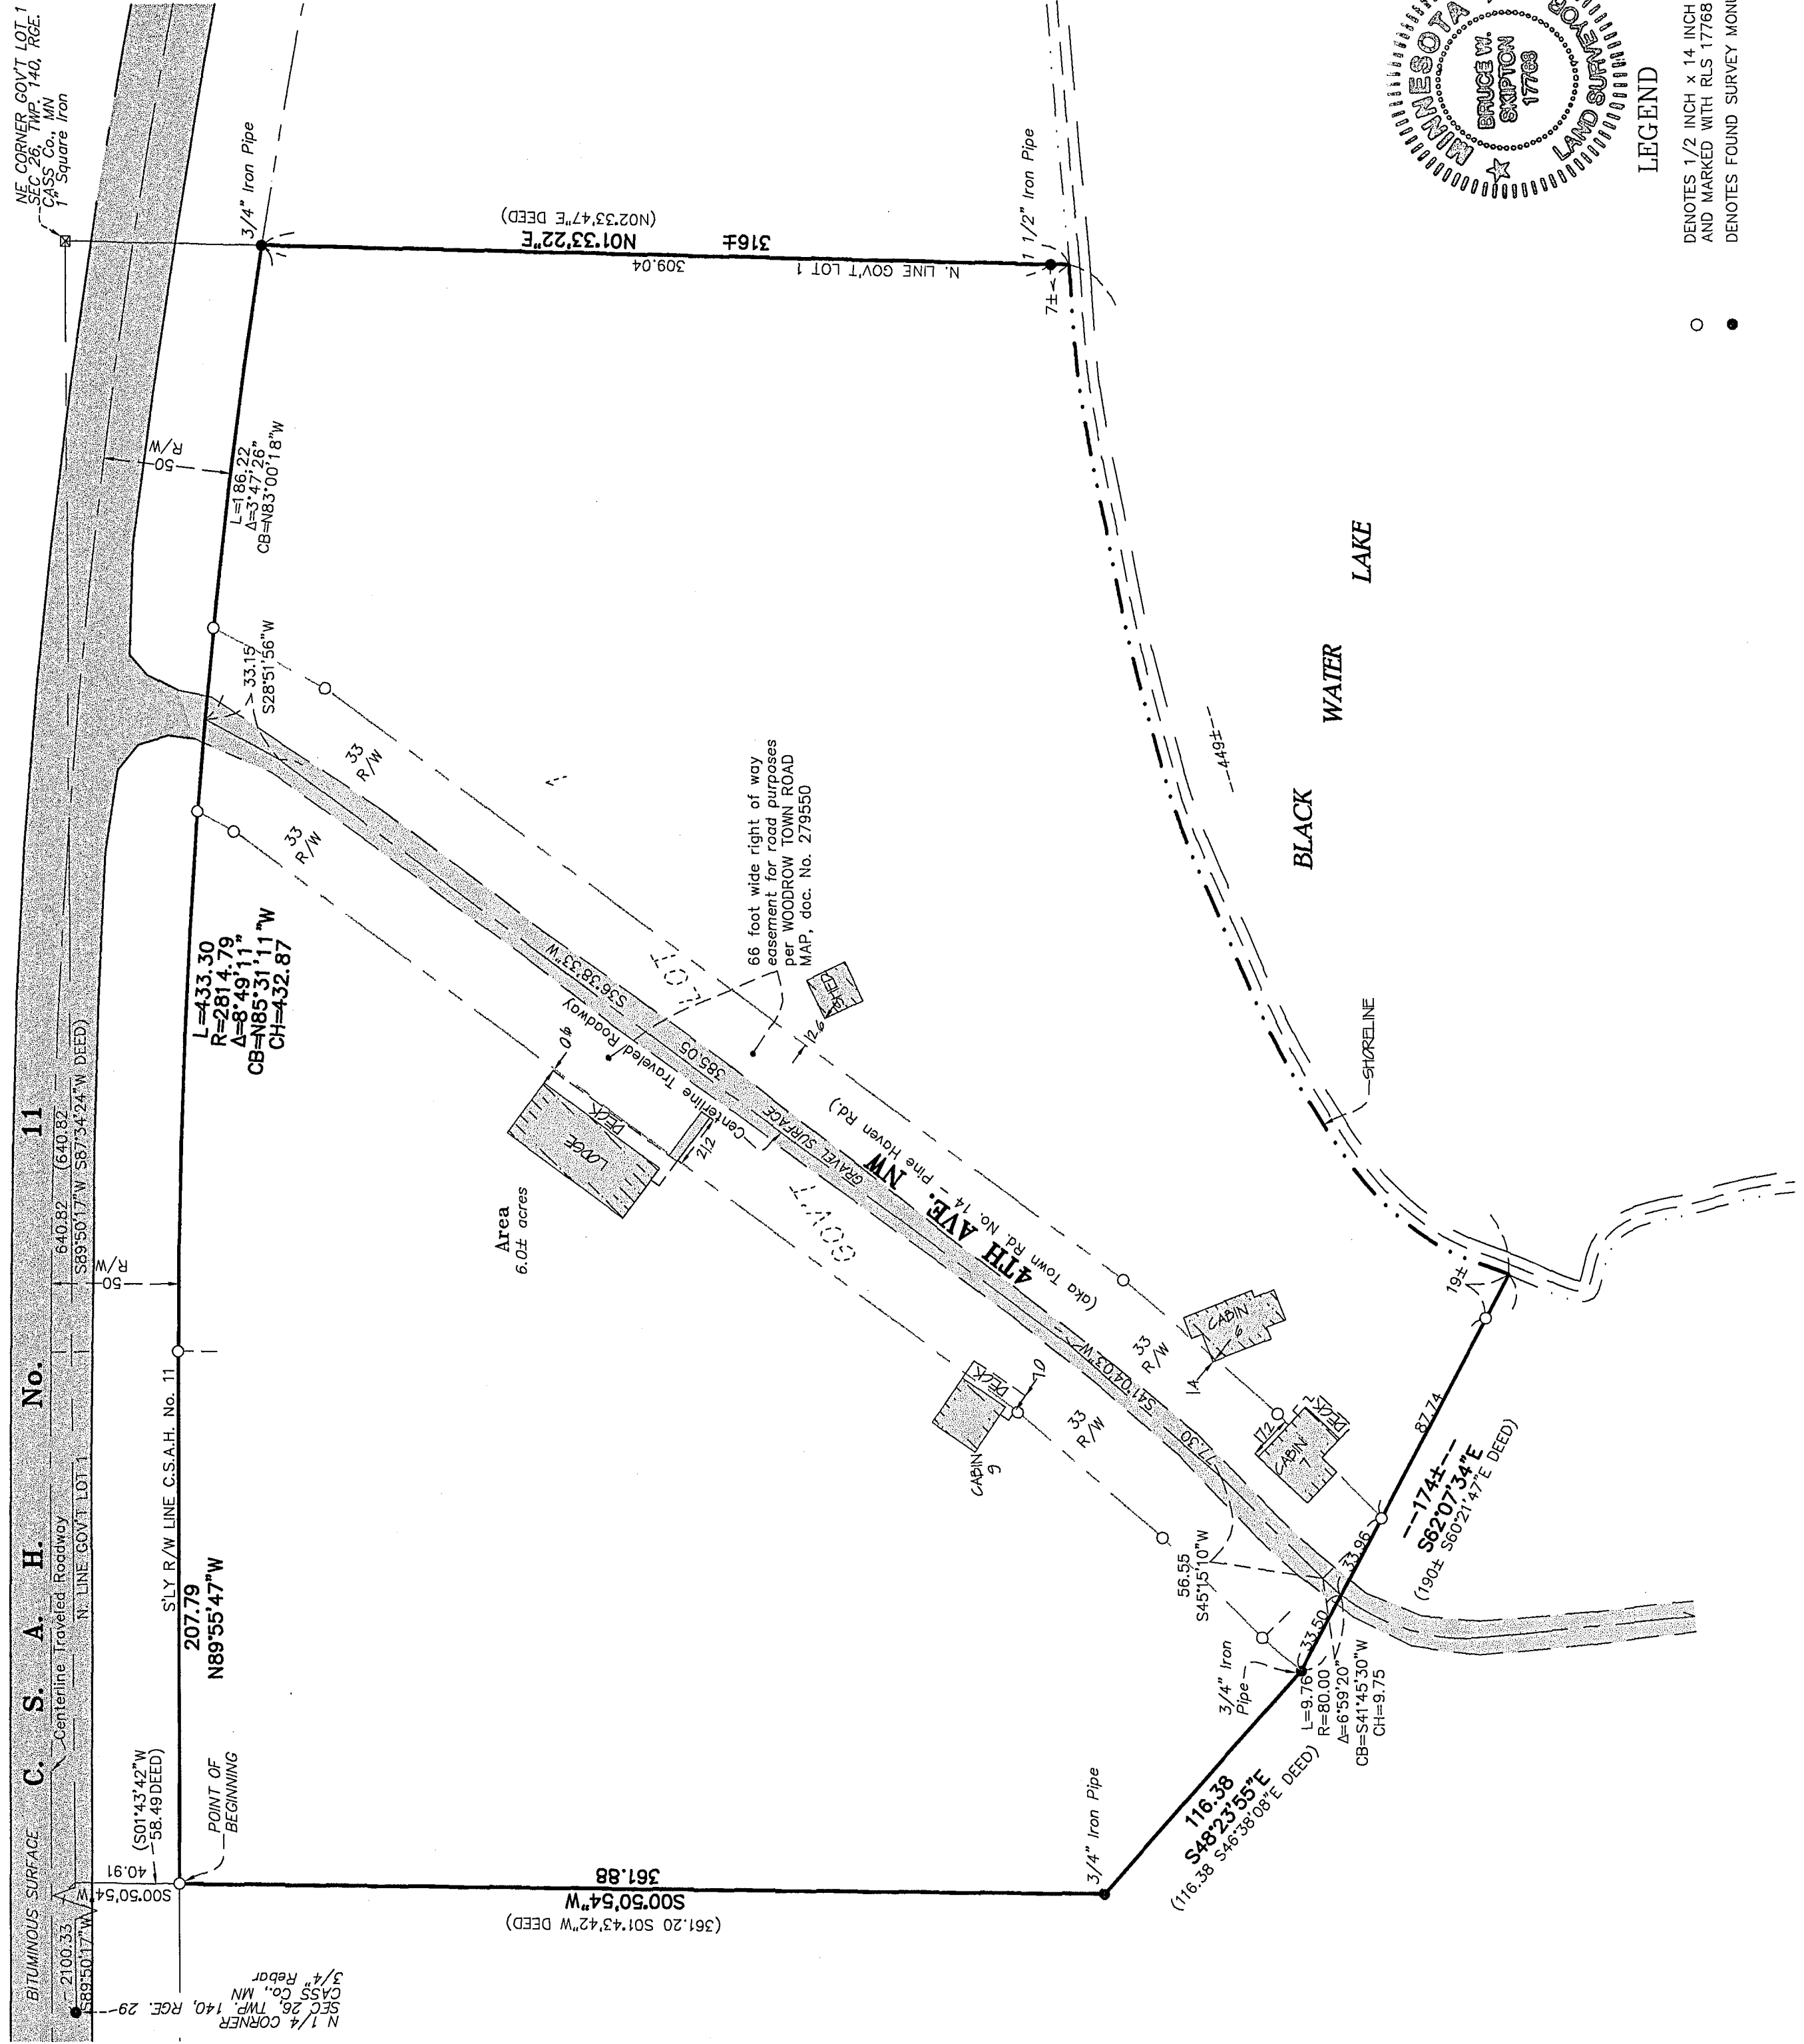 NE CORNER GOV'T LOT 1
SEC 26, TWP. 140, RGE.
CASS Co., MN
1" Square Iron
BITUMINOUS SURFACE
C. S. A. H. No. 11
Centerline Traveled Roadway
2100.33
S89°50'17"W
N. LINE GOV'T LOT 1
640.82 (640.82
S89°50'17"W S87°34'24"W DEED)
N 1/4 CORNER
SEC 26, TWP. 140, RGE. 29
CASS Co., MN
3/4" Rebar
S00°50'54"W
40.91
(S01°43'42"W
58.49 DEED)
POINT OF
BEGINNING
S'LY R/W LINE C.S.A.H. No. 11
207.79
N89°55'47"W
50
R/W
L=433.30
R=2814.79
Δ=8°49'11"
CB=N85°31'11"W
CH=432.87
50
R/W
L=186.22
Δ=3°47'26"
CB=N83°00'18"W
3/4" Iron Pipe
(N02°33'47"E DEED)
N01°33'22"E
316±
309.04
N. LINE GOV'T LOT 1
1 1/2" Iron Pipe
7±
33.15
S28°51'56"W
33
R/W
33
R/W
66 foot wide right of way
easement for road purposes
per WOODROW TOWN ROAD
MAP, doc. No. 279550
S36°38'33"W
385.05
Centerline Traveled Roadway
GRAVEL SURFACE
GOV'T
LOT
LODGE
DECK
0.6
21.2
SHED
12.6
Area
6.0± acres
4TH AVE. NW
(aka Town Rd. No. 14 - Pine Haven Rd.)
CABIN
6
1.4
33
R/W
33
R/W
CABIN
9
DECK
1.0
S41°04'03"W
77.30
CABIN
7
DECK
17.2
56.55
S45°15'10"W
3/4" Iron
Pipe
33.50
33.96
87.74
19±
---174±---
S62°07'34"E
(190± S60°21'47"E DEED)
L=9.76
R=80.00
Δ=6°59'20"
CB=S41°45'30"W
CH=9.75
3/4" Iron Pipe
116.38
S48°23'55"E
(116.38 S46°38'08"E DEED)
361.88
S00°50'54"W
(361.20 S01°43'42"W DEED)
SHORELINE
---449±---
BLACK WATER LAKE
MINNESOTA
BRUCE W.
SKIPTON
17768
LAND SURVEYOR
LEGEND
DENOTES 1/2 INCH x 14 INCH
AND MARKED WITH RLS 17768
DENOTES FOUND SURVEY MONU